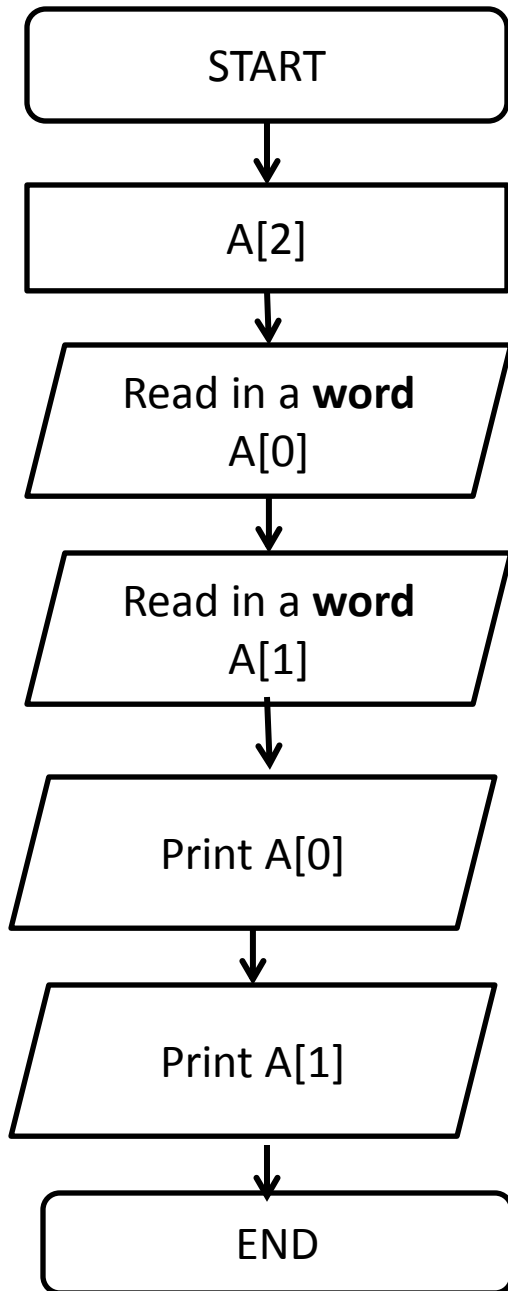 START
A[2]
Read in a word
A[0]
Read in a word
A[1]
Print A[0]
Print A[1]
END